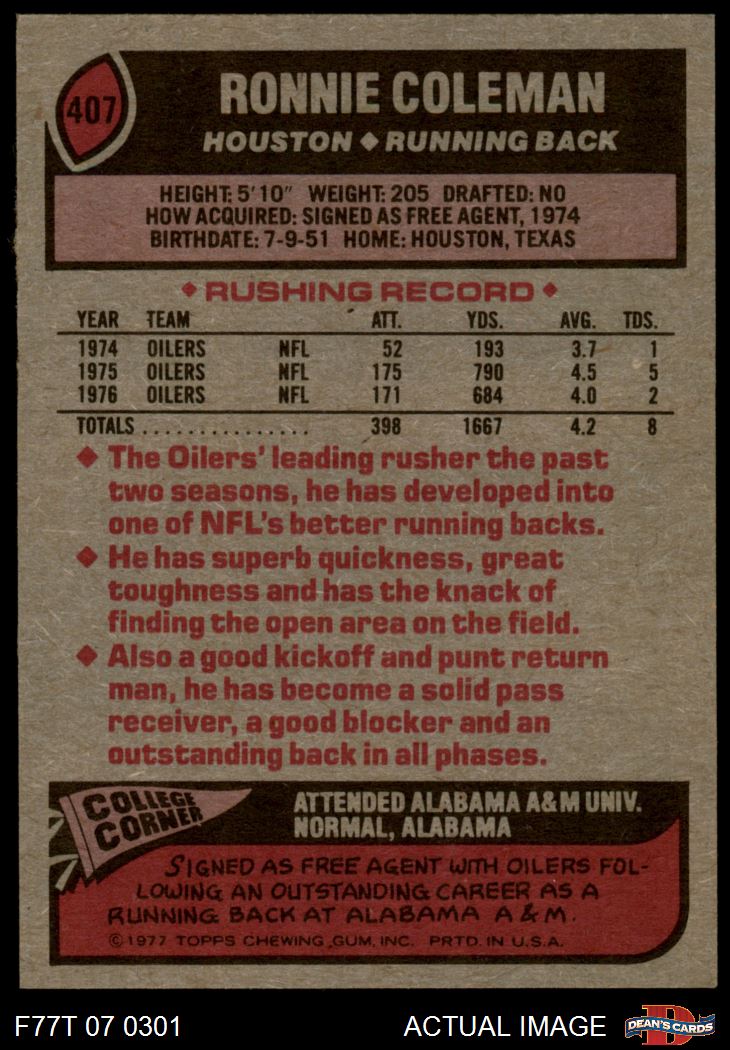 407
RONNIE COLEMAN
HOUSTON ◆ RUNNING BACK
HEIGHT: 5'10" WEIGHT: 205 DRAFTED: NO
HOW ACQUIRED: SIGNED AS FREE AGENT, 1974
BIRTHDATE: 7-9-51 HOME: HOUSTON, TEXAS
◆ RUSHING RECORD ◆
YEAR TEAM ATT. YDS. AVG. TDS.
1974 OILERS NFL 52 193 3.7 1
1975 OILERS NFL 175 790 4.5 5
1976 OILERS NFL 171 684 4.0 2
TOTALS ............... 398 1667 4.2 8
◆ The Oilers' leading rusher the past
two seasons, he has developed into
one of NFL's better running backs.
◆ He has superb quickness, great
toughness and has the knack of
finding the open area on the field.
◆ Also a good kickoff and punt return
man, he has become a solid pass
receiver, a good blocker and an
outstanding back in all phases.
COLLEGE
CORNER
ATTENDED ALABAMA A&M UNIV.
NORMAL, ALABAMA
SIGNED AS FREE AGENT WITH OILERS FOL-
LOWING AN OUTSTANDING CAREER AS A
RUNNING BACK AT ALABAMA A & M.
©1977 TOPPS CHEWING GUM, INC. PRTD. IN U.S.A.
F77T 07 0301 ACTUAL IMAGE
D
DEAN'S CARDS